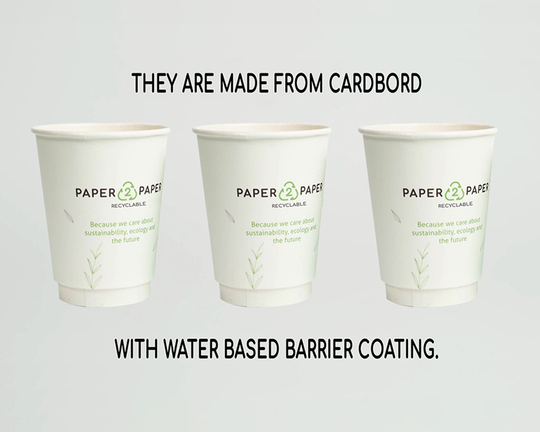 THEY ARE MADE FROM CARDBORD
PAPER 2 PAPER
RECYCLABLE
Because we care about
sustainability, ecology and
the future
PAPER 2 PAPER
RECYCLABLE
Because we care about
sustainability, ecology and
the future
PAPER 2 PAPER
RECYCLABLE
Because we care about
sustainability, ecology and
the future
WITH WATER BASED BARRIER COATING.